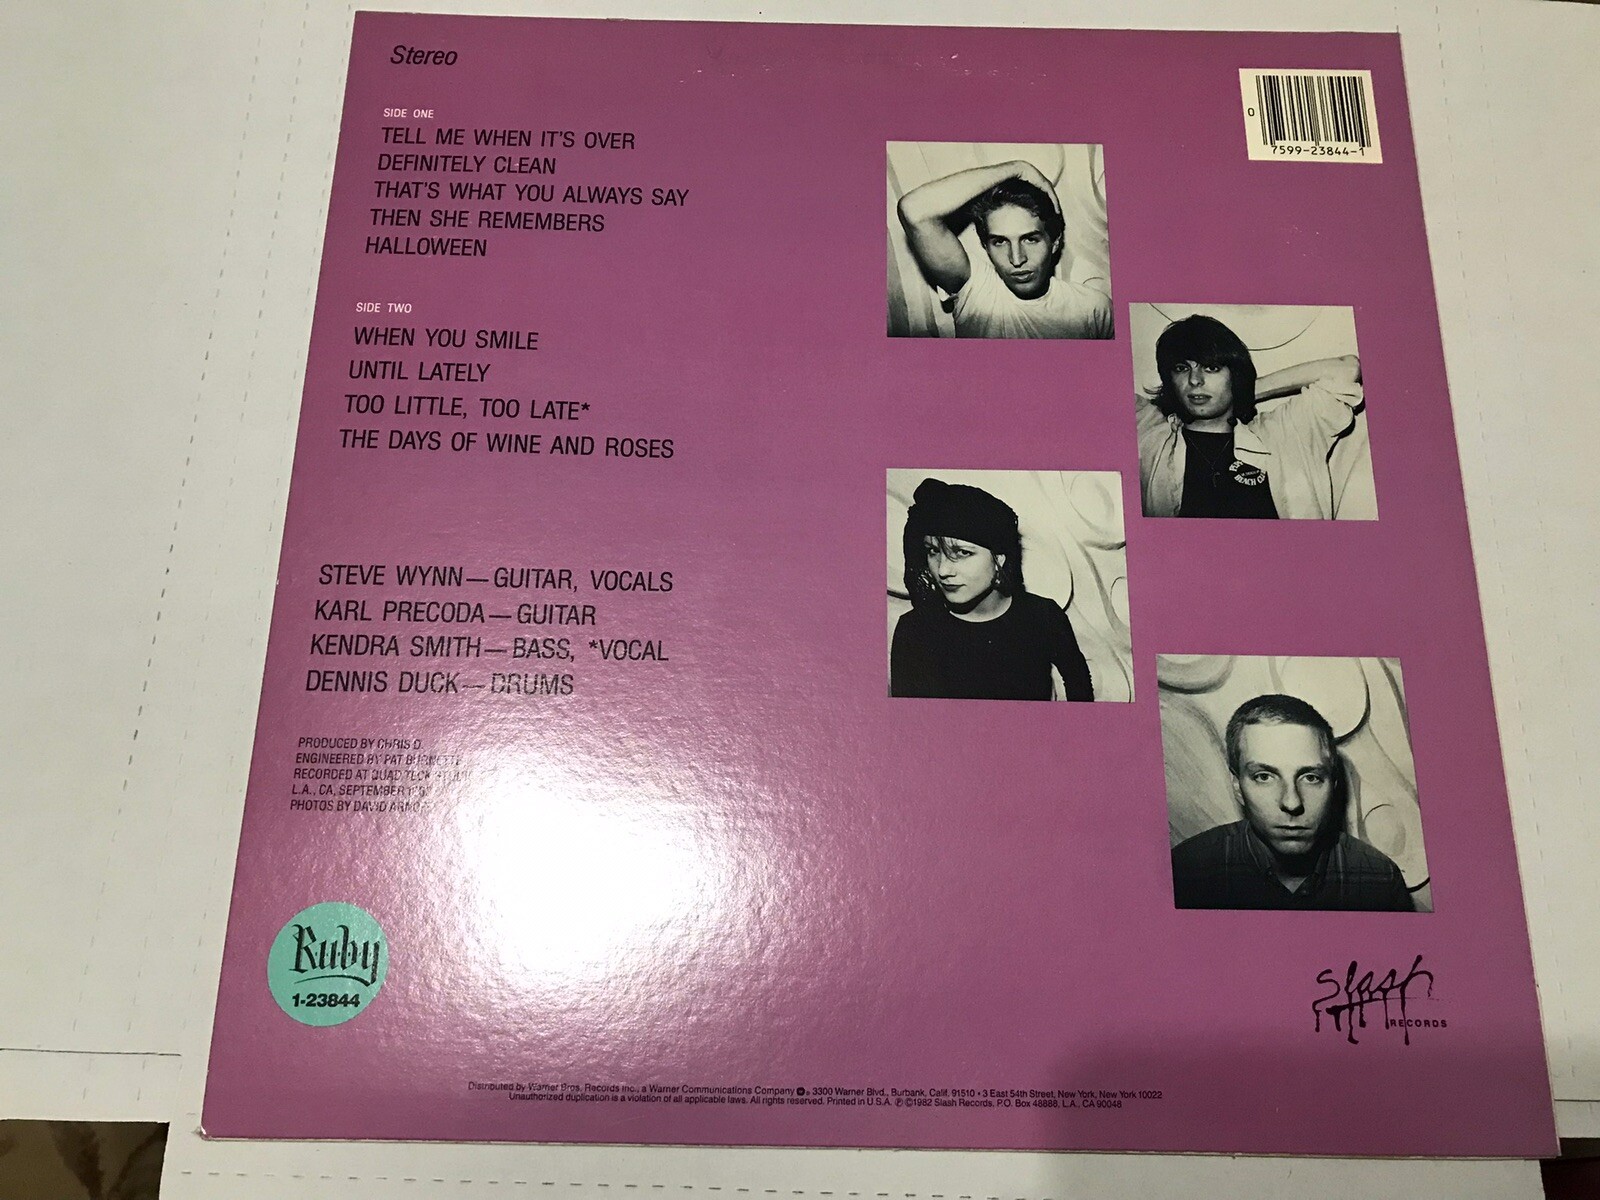 Stereo
SIDE ONE
TELL ME WHEN IT'S OVER
DEFINITELY CLEAN
THAT'S WHAT YOU ALWAYS SAY
THEN SHE REMEMBERS
HALLOWEEN
SIDE TWO
WHEN YOU SMILE
UNTIL LATELY
TOO LITTLE, TOO LATE*
THE DAYS OF WINE AND ROSES
STEVE WYNN—GUITAR, VOCALS
KARL PRECODA—GUITAR
KENDRA SMITH—BASS, *VOCAL
DENNIS DUCK—DRUMS
PRODUCED BY CHRIS D.
ENGINEERED BY PAT BURNETTE
RECORDED AT QUAD TECK
L.A., CA, SEPTEMBER
PHOTOS BY DAVID
Ruby
1-23844
0
7599-23844-1
BEACH
Slash
RECORDS
Distributed by Warner Bros. Records Inc., a Warner Communications Company 3300 Warner Blvd., Burbank, Calif. 91510 • 3 East 54th Street, New York, New York 10022
Unauthorized duplication is a violation of all applicable laws. All rights reserved. Printed in U.S.A. ℗ ©1982 Slash Records, P.O. Box 48888, L.A., CA 90048